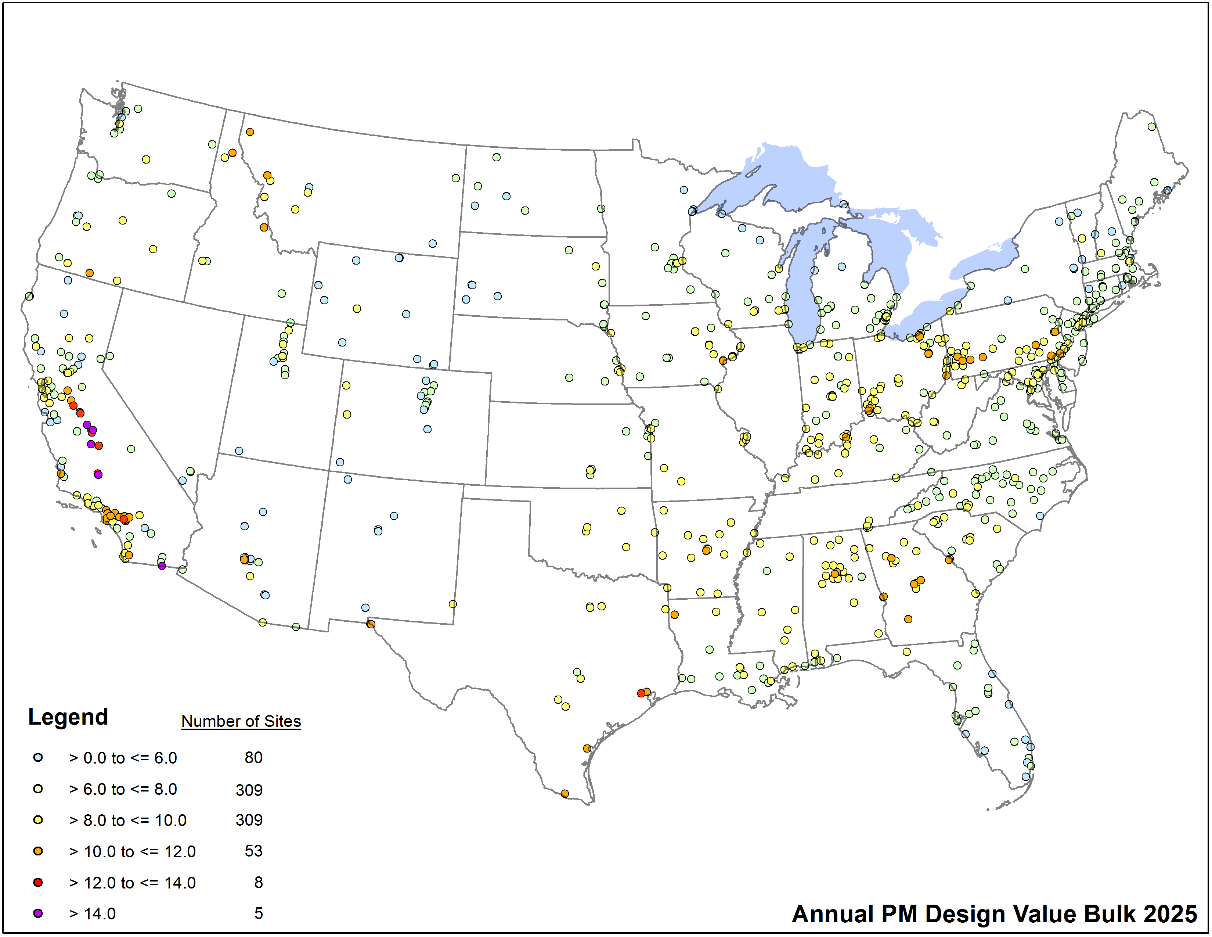 Legend
Number of Sites
> 0.0 to <= 6.0 80
> 6.0 to <= 8.0 309
> 8.0 to <= 10.0 309
> 10.0 to <= 12.0 53
> 12.0 to <= 14.0 8
> 14.0 5
Annual PM Design Value Bulk 2025